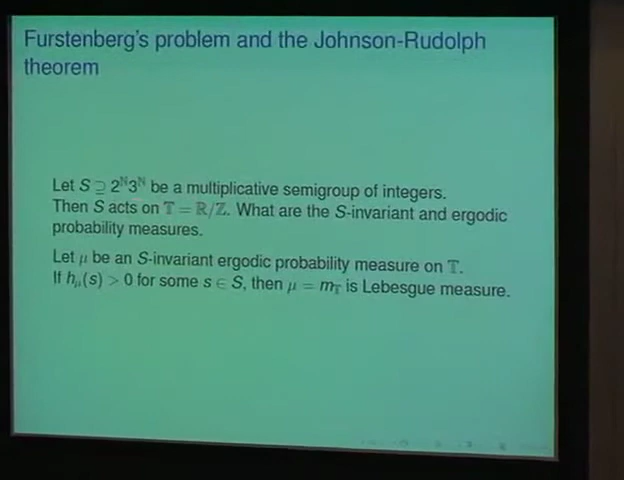 Furstenberg's problem and the Johnson-Rudolph
theorem
Let S ⊇ 2^ℕ3^ℕ be a multiplicative semigroup of integers.
Then S acts on 𝕋 = ℝ/ℤ. What are the S-invariant and ergodic
probability measures.
Let μ be an S-invariant ergodic probability measure on 𝕋.
If h_μ(s) > 0 for some s ∈ S, then μ = m_𝕋 is Lebesgue measure.